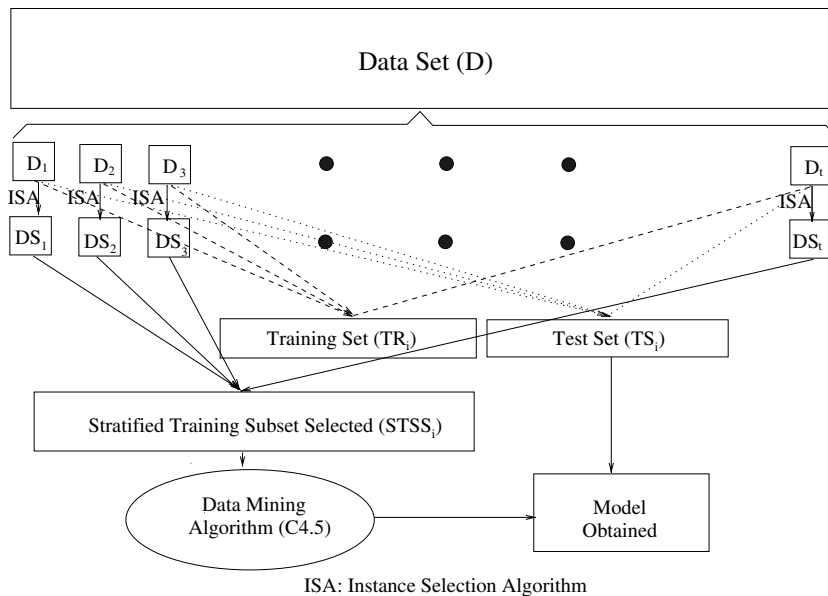 Data Set (D)
D1 D2 D3 Dt
ISA ISA ISA ISA
DS1 DS2 DS3 DSt
Training Set (TRi) Test Set (TSi)
Stratified Training Subset Selected (STSSi)
Data Mining
Algorithm (C4.5)
Model
Obtained
ISA: Instance Selection Algorithm